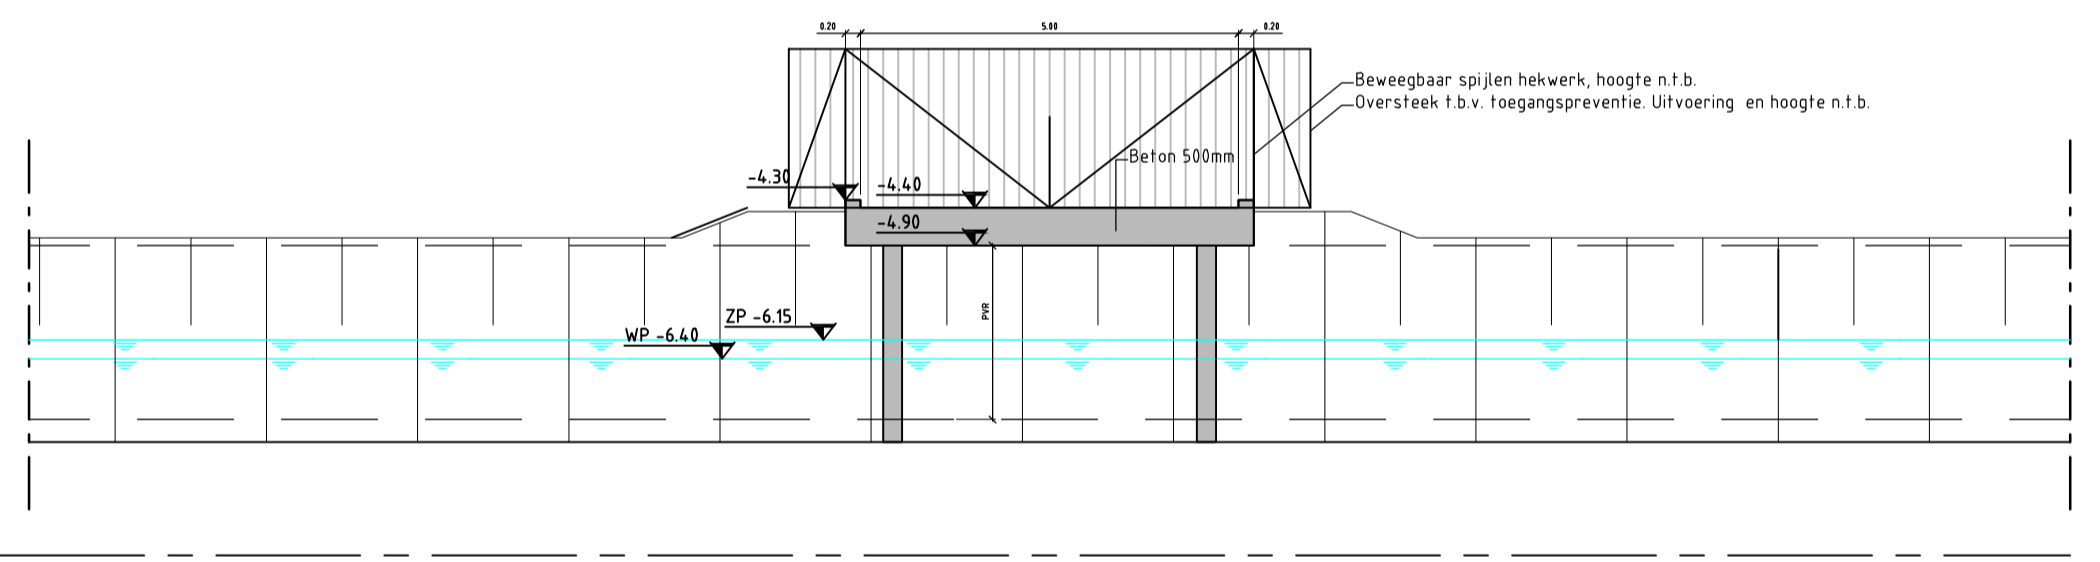 0.20 5.00 0.20
Beweegbaar spijlen hekwerk, hoogte n.t.b.
Oversteek t.b.v. toegangspreventie. Uitvoering en hoogte n.t.b.
Beton 500mm
-4.30
-4.40
-4.90
PVR
ZP -6.15
WP -6.40